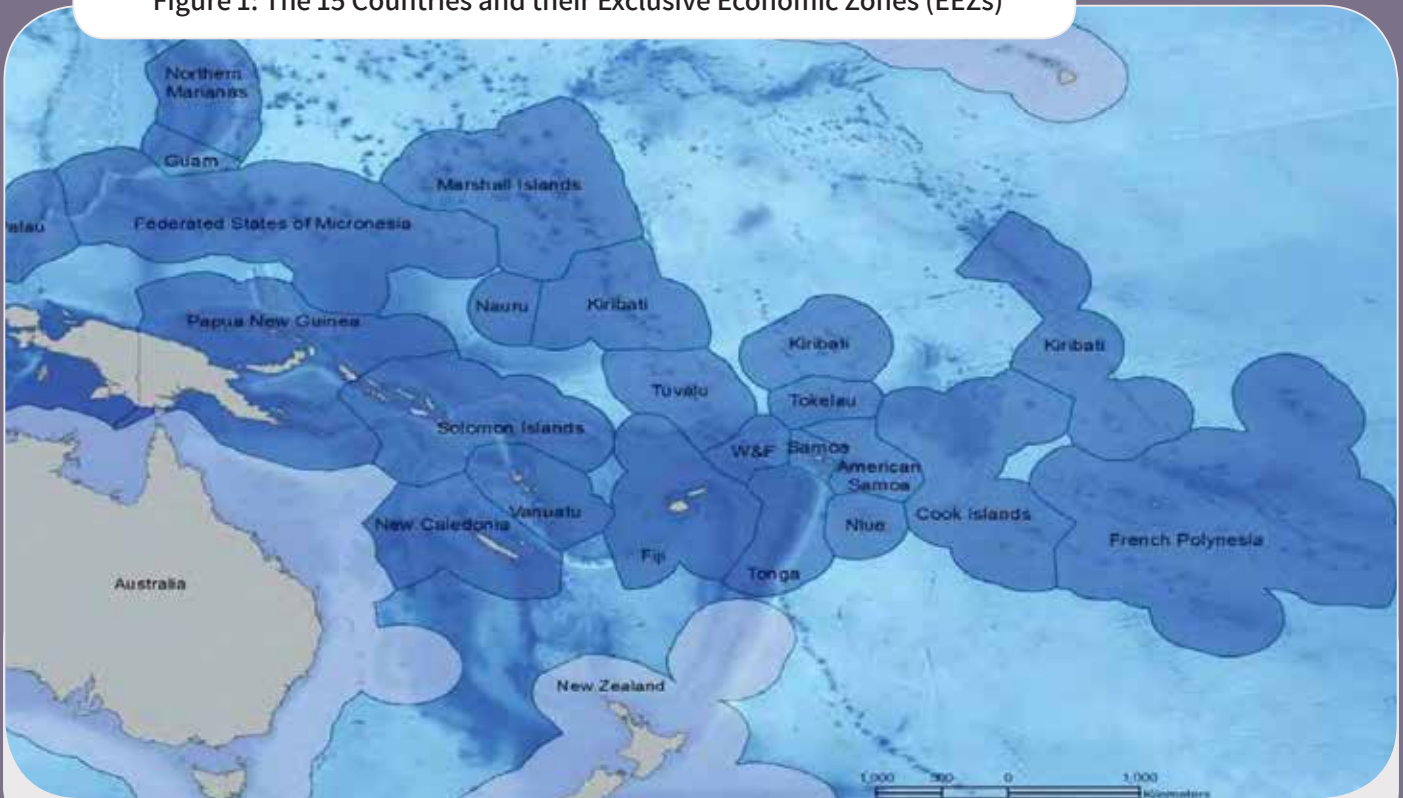 Figure 1: The 15 Countries and their Exclusive Economic Zones (EEZs)
Northern
Marianas
Guam
Marshall Islands
Palau
Federated States of Micronesia
Nauru
Kiribati
Papua New Guinea
Kiribati
Kiribati
Tuvalu
Tokelau
Solomon Islands
W&F
Samoa
American
Samoa
Vanuatu
New Caledonia
Niue
Cook Islands
Fiji
French Polynesia
Tonga
Australia
New Zealand
1,000 500 0 1,000
Kilometers